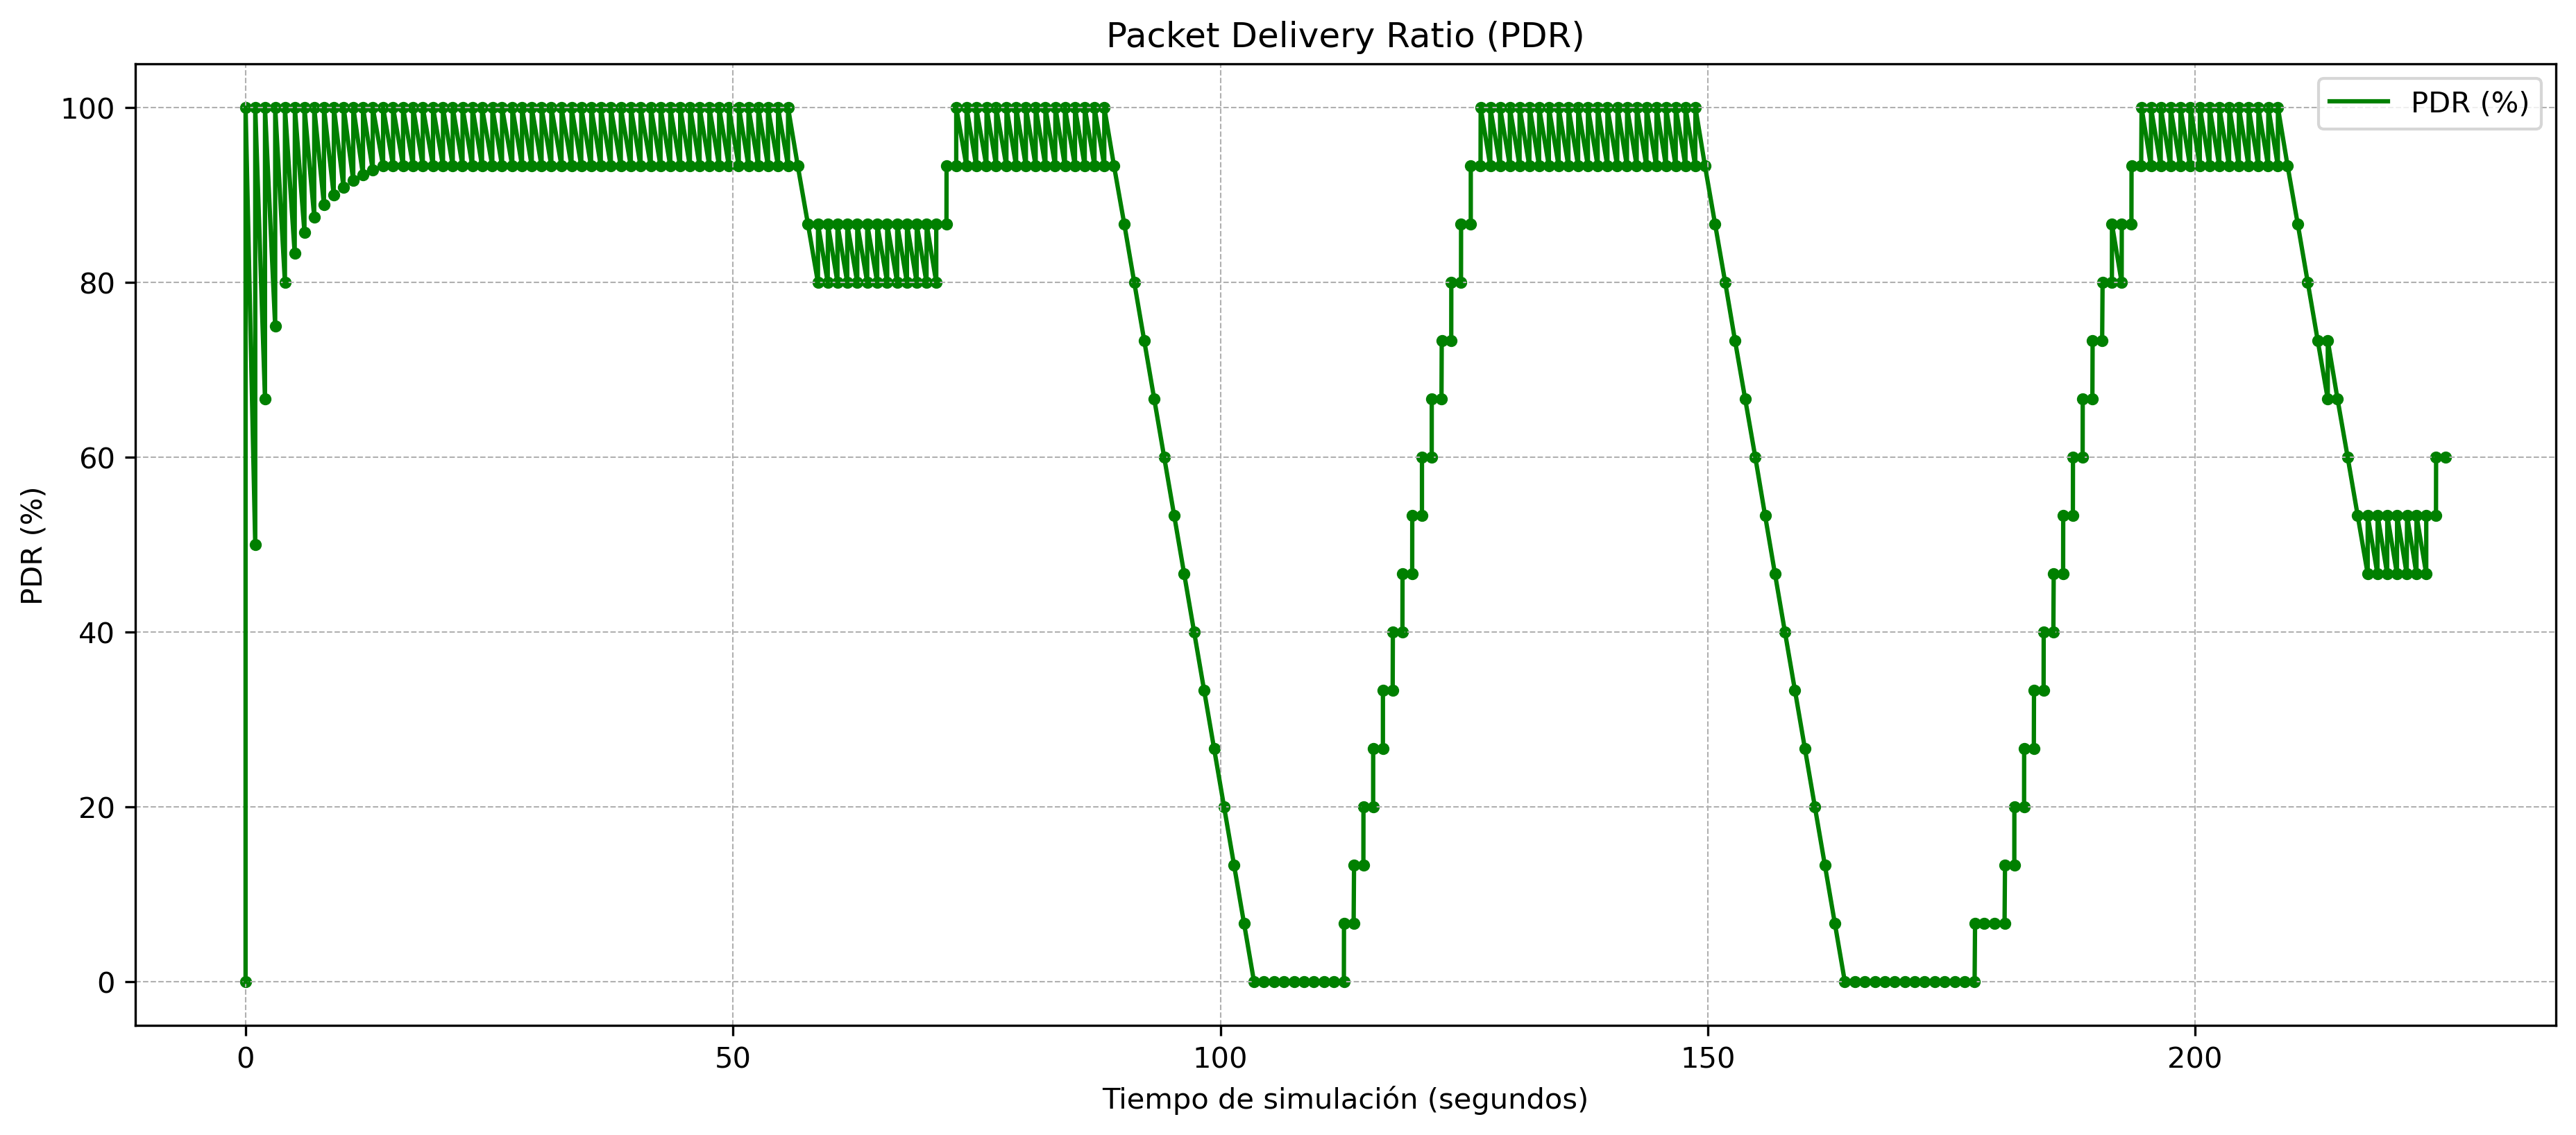 Packet Delivery Ratio (PDR)
PDR (%)
100
80
60
40
20
0
PDR (%)
0 50 100 150 200
Tiempo de simulación (segundos)